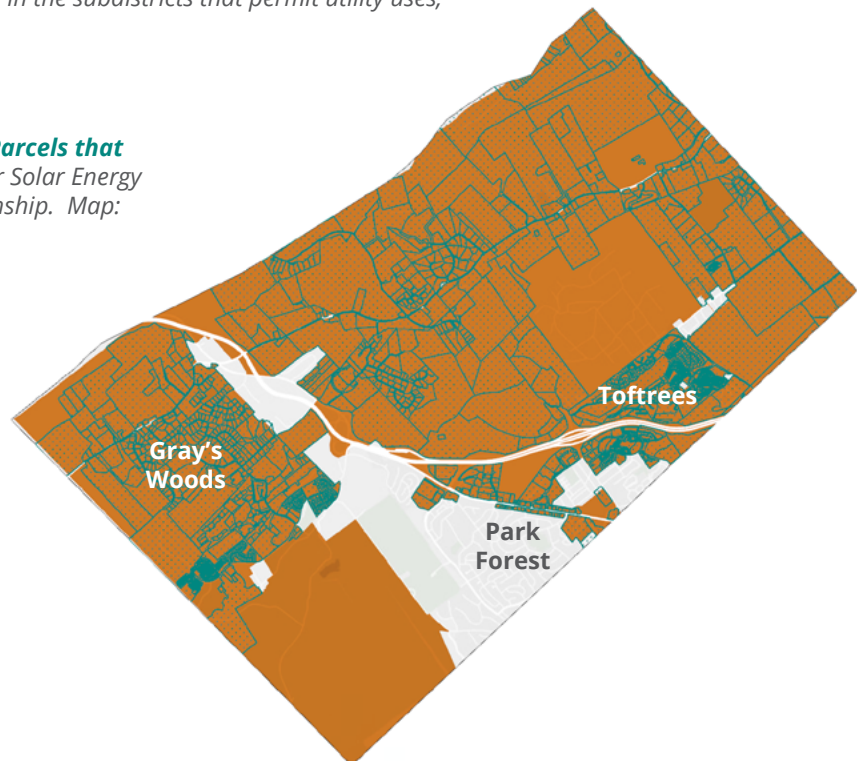 in the subdistricts that permit utility uses,
arcels that
r Solar Energy
nship. Map:
Toftrees
Gray's
Woods
Park
Forest